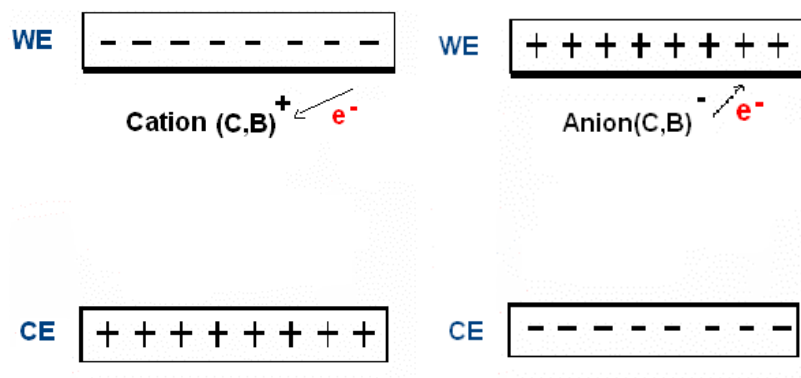 WE
- - - - - - - -
Cation (C,B)+
e-
CE
+ + + + + + + +
WE
+ + + + + + + +
Anion(C,B)-
e-
CE
- - - - - - - -